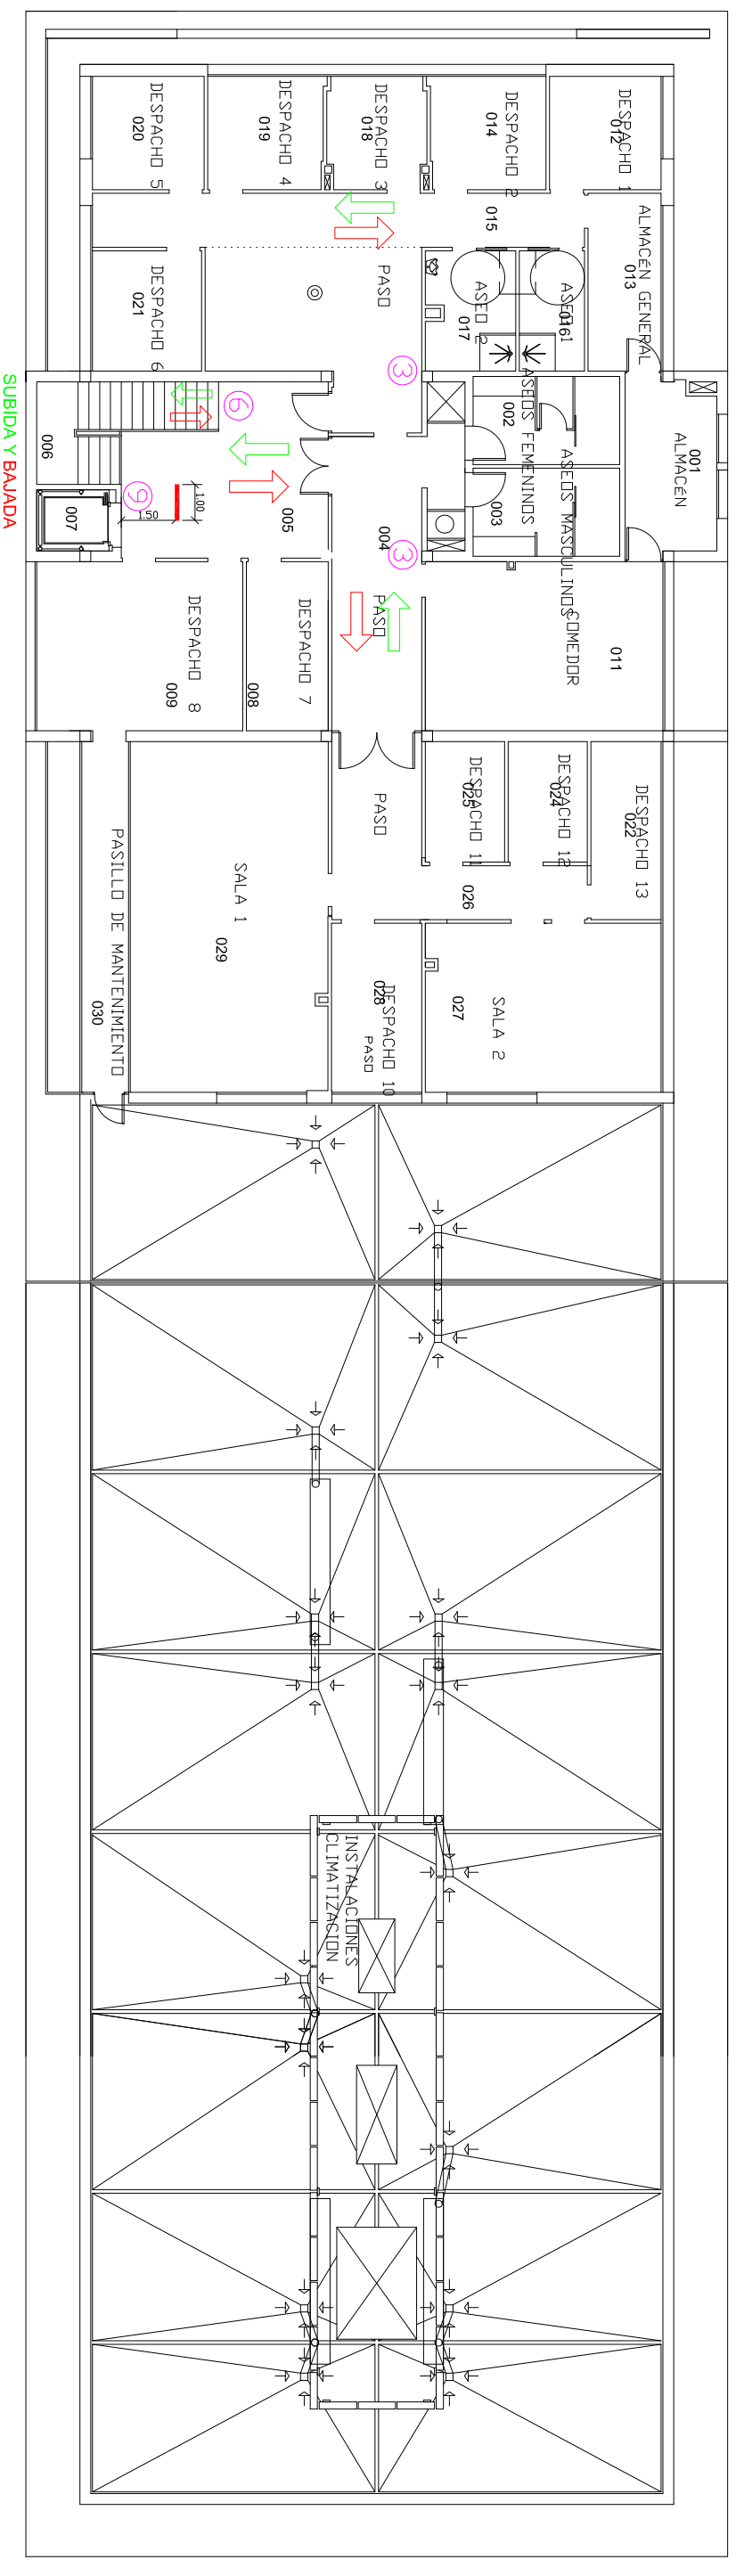 DESPACHO 5
020
DESPACHO 4
019
DESPACHO 3
018
DESPACHO 2
014
DESPACHO 1
012
015
ALMACÉN GENERAL
013
DESPACHO 6
021
PASO
ASEO 2
017
ASEO 1
016
3
6
9
3
SUBIDA Y BAJADA
006
007
1.00
1.50
005
004
002
ASEOS FEMENINOS
003
ASEOS MASCULINOS
001
ALMACÉN
DESPACHO 8
009
DESPACHO 7
008
PASO
COMEDOR
011
PASO
DESPACHO 11
025
DESPACHO 12
024
DESPACHO 13
022
026
PASILLO DE MANTENIMIENTO
030
SALA 1
029
DESPACHO 10
028
PASO
SALA 2
027
INSTALACIONES
CLIMATIZACION